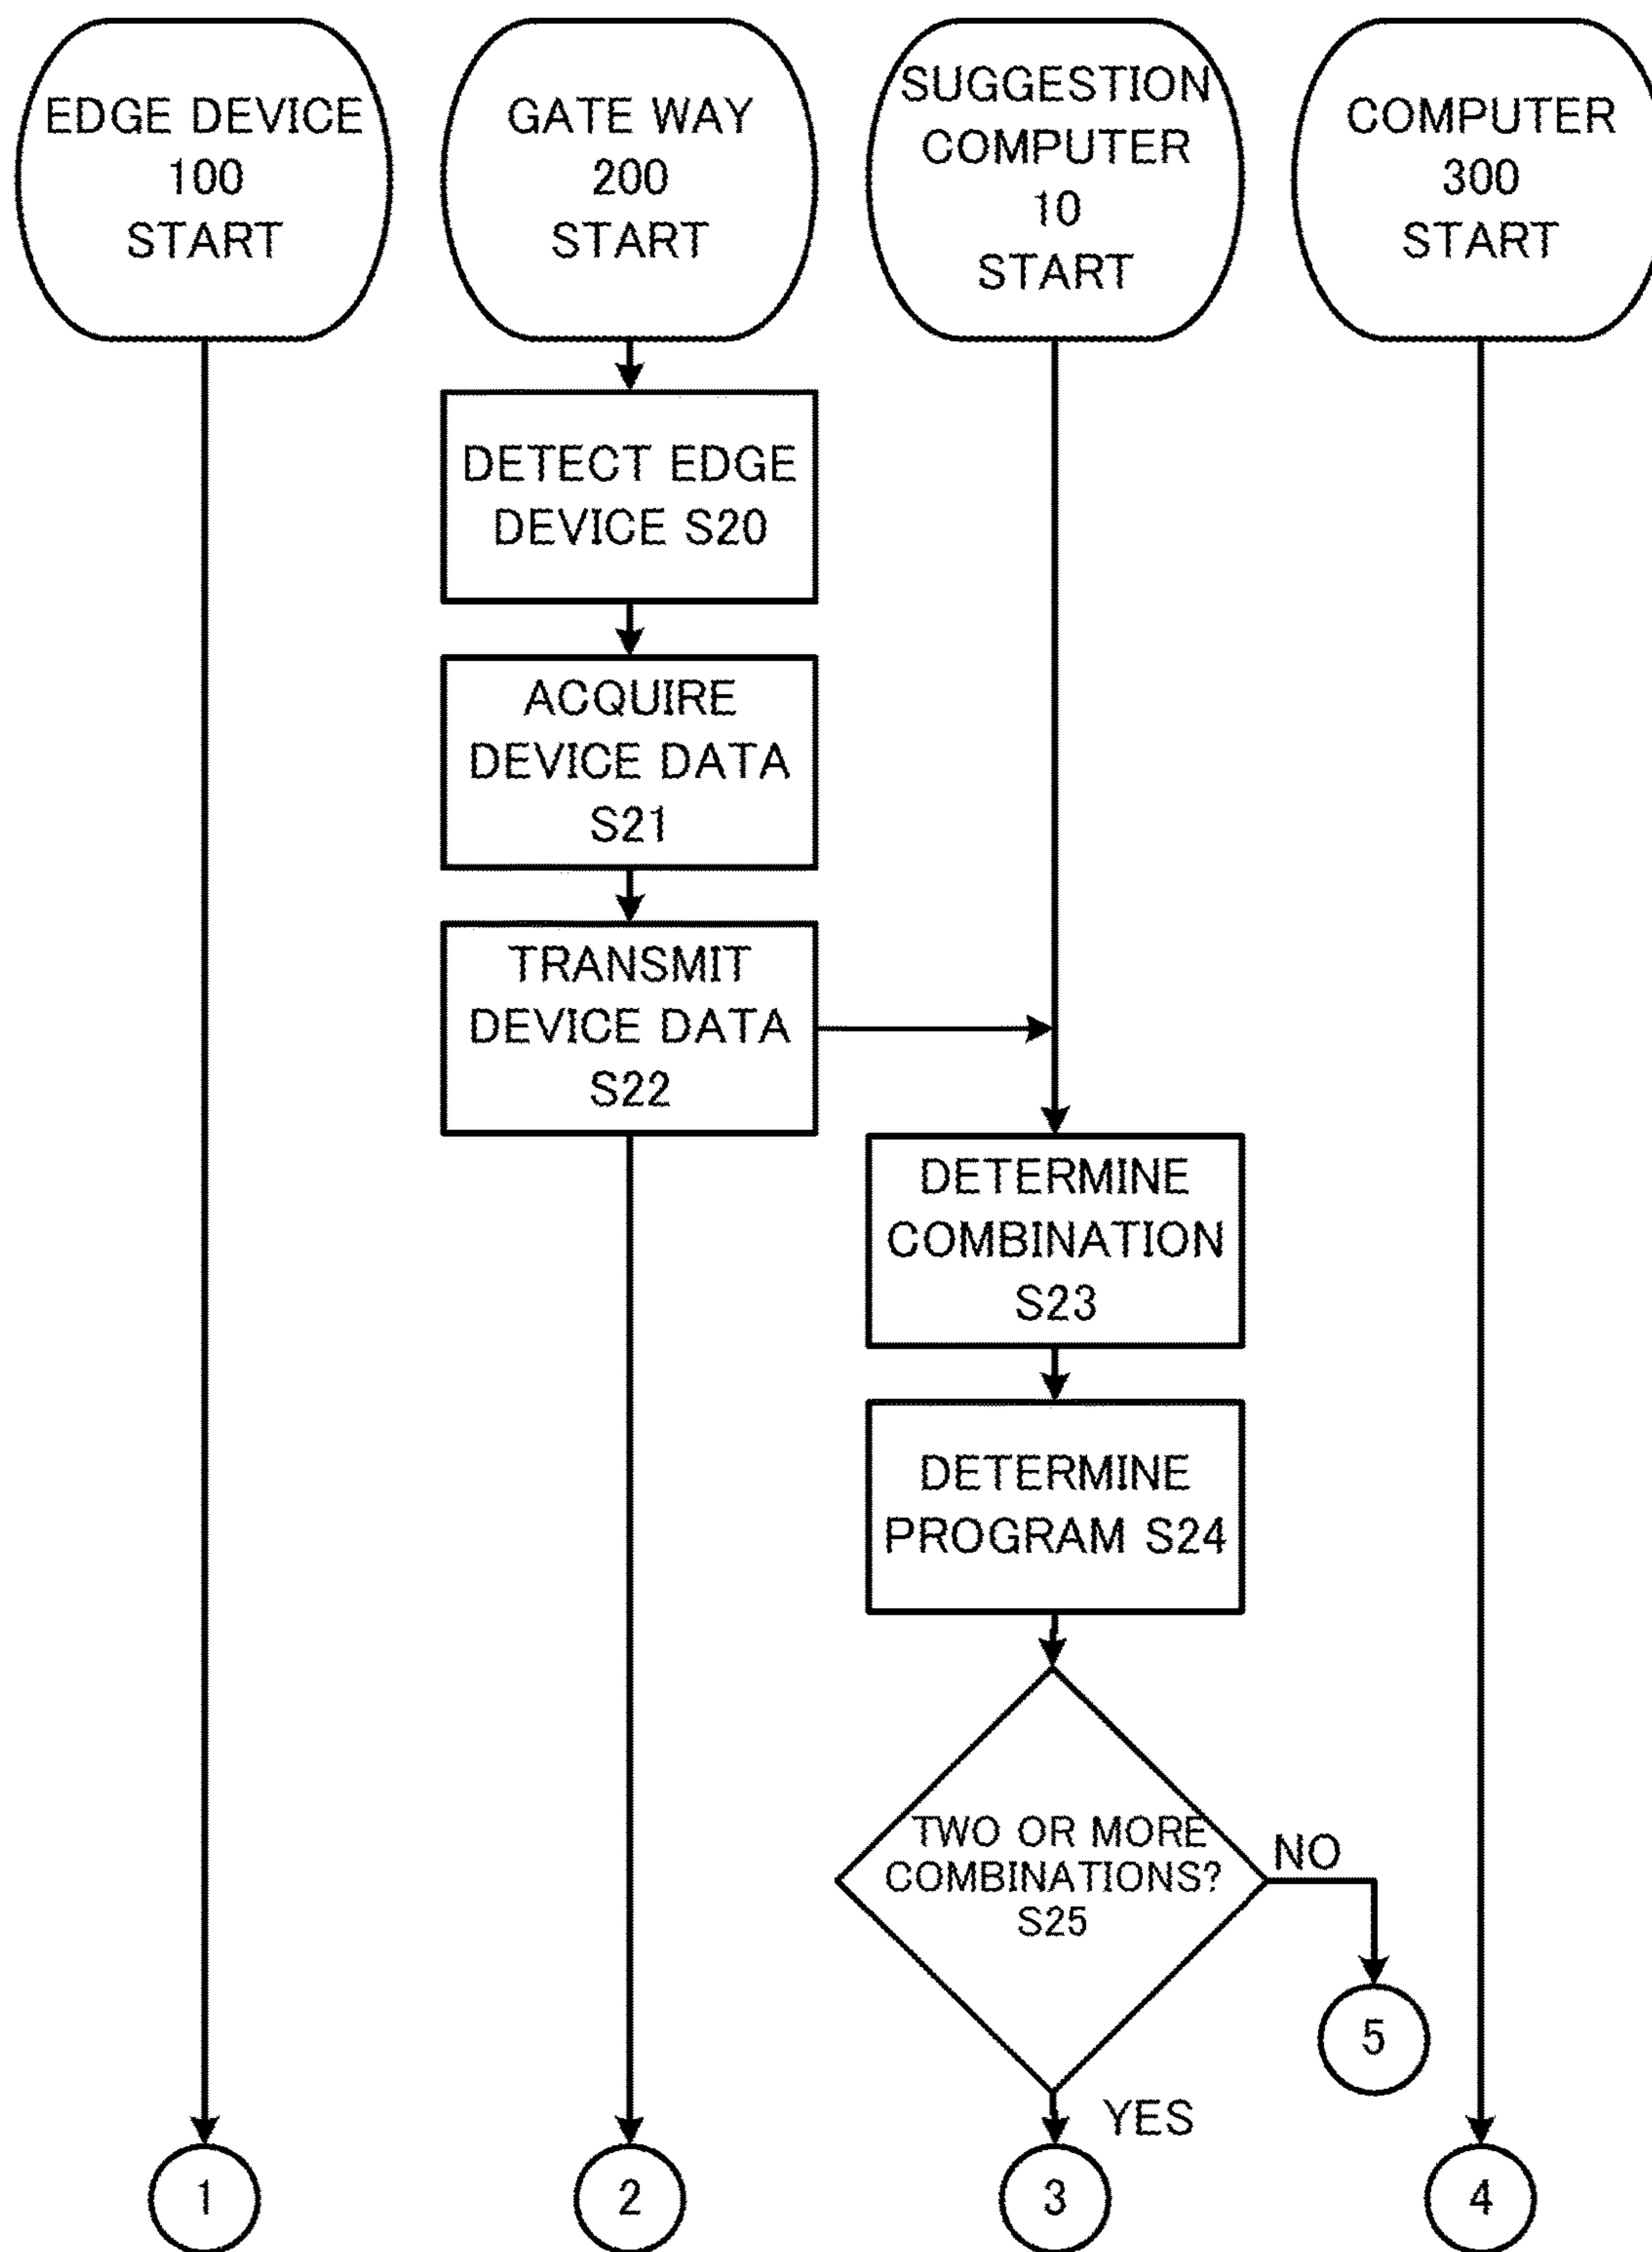 EDGE DEVICE
100
START
GATE WAY
200
START
SUGGESTION
COMPUTER
10
START
COMPUTER
300
START
DETECT EDGE
DEVICE S20
ACQUIRE
DEVICE DATA
S21
TRANSMIT
DEVICE DATA
S22
DETERMINE
COMBINATION
S23
DETERMINE
PROGRAM S24
TWO OR MORE
COMBINATIONS?
S25
NO
5
YES
1
2
3
4